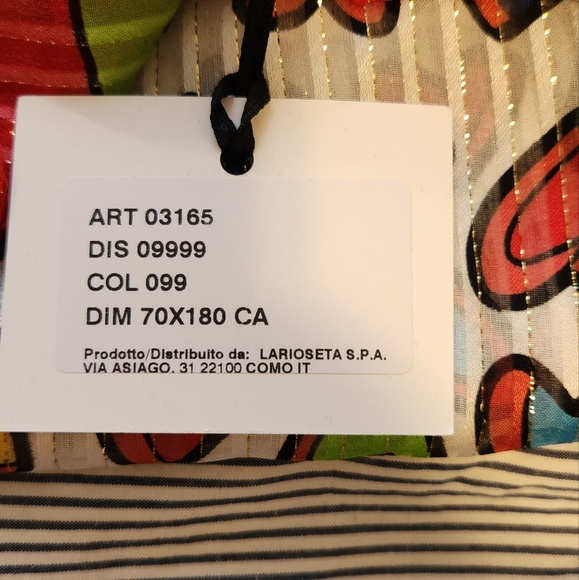 ART 03165
DIS 09999
COL 099
DIM 70X180 CA
Prodotto/Distribuito da: LARIOSETA S.P.A.
VIA ASIAGO, 31 22100 COMO IT